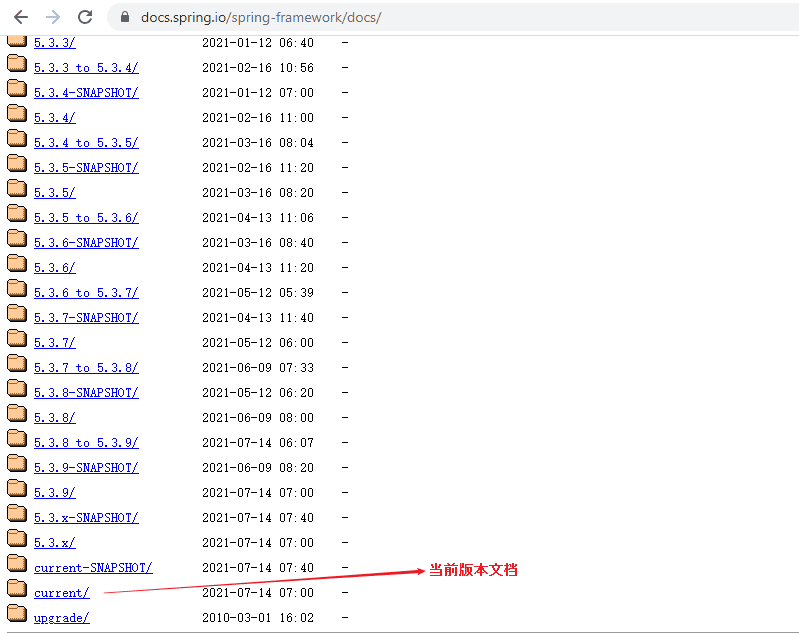 docs.spring.io/spring-framework/docs/
5.3.3/ 2021-01-12 06:40 -
5.3.3 to 5.3.4/ 2021-02-16 10:56 -
5.3.4-SNAPSHOT/ 2021-01-12 07:00 -
5.3.4/ 2021-02-16 11:00 -
5.3.4 to 5.3.5/ 2021-03-16 08:04 -
5.3.5-SNAPSHOT/ 2021-02-16 11:20 -
5.3.5/ 2021-03-16 08:20 -
5.3.5 to 5.3.6/ 2021-04-13 11:06 -
5.3.6-SNAPSHOT/ 2021-03-16 08:40 -
5.3.6/ 2021-04-13 11:20 -
5.3.6 to 5.3.7/ 2021-05-12 05:39 -
5.3.7-SNAPSHOT/ 2021-04-13 11:40 -
5.3.7/ 2021-05-12 06:00 -
5.3.7 to 5.3.8/ 2021-06-09 07:33 -
5.3.8-SNAPSHOT/ 2021-05-12 06:20 -
5.3.8/ 2021-06-09 08:00 -
5.3.8 to 5.3.9/ 2021-07-14 06:07 -
5.3.9-SNAPSHOT/ 2021-06-09 08:20 -
5.3.9/ 2021-07-14 07:00 -
5.3.x-SNAPSHOT/ 2021-07-14 07:40 -
5.3.x/ 2021-07-14 07:00 -
current-SNAPSHOT/ 2021-07-14 07:40 - 当前版本文档
current/ 2021-07-14 07:00 -
upgrade/ 2010-03-01 16:02 -